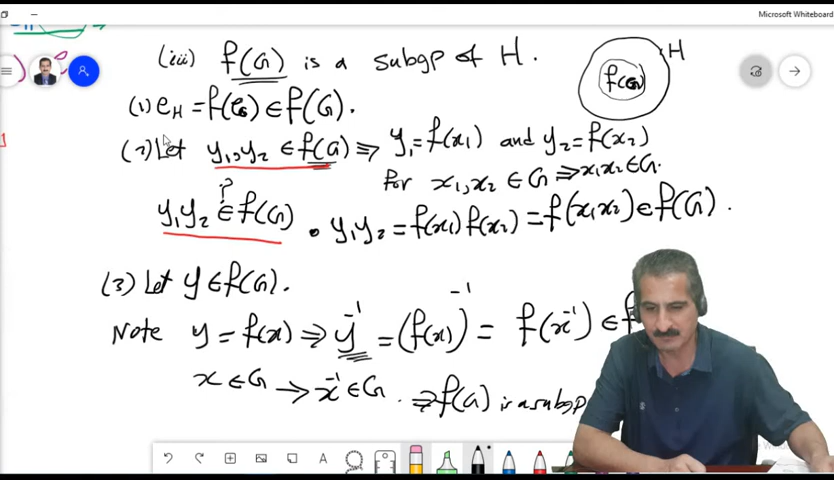 Microsoft Whiteboard
(iii) f(G) is a subgp of H.
H
f(G)
(1) e_H = f(e_G) ∈ f(G).
(2) Let y₁, y₂ ∈ f(G) ⇒ y₁ = f(x₁) and y₂ = f(x₂)
for x₁, x₂ ∈ G ⇒ x₁x₂ ∈ G.
?
y₁y₂ ∈ f(G) • y₁y₂ = f(x₁) f(x₂) = f(x₁x₂) ∈ f(G).
(3) Let y ∈ f(G).
Note y = f(x) ⇒ y⁻¹ = (f(x))⁻¹ = f(x⁻¹) ∈ f
x ∈ G → x⁻¹ ∈ G. ⇒ f(G) is a subgp